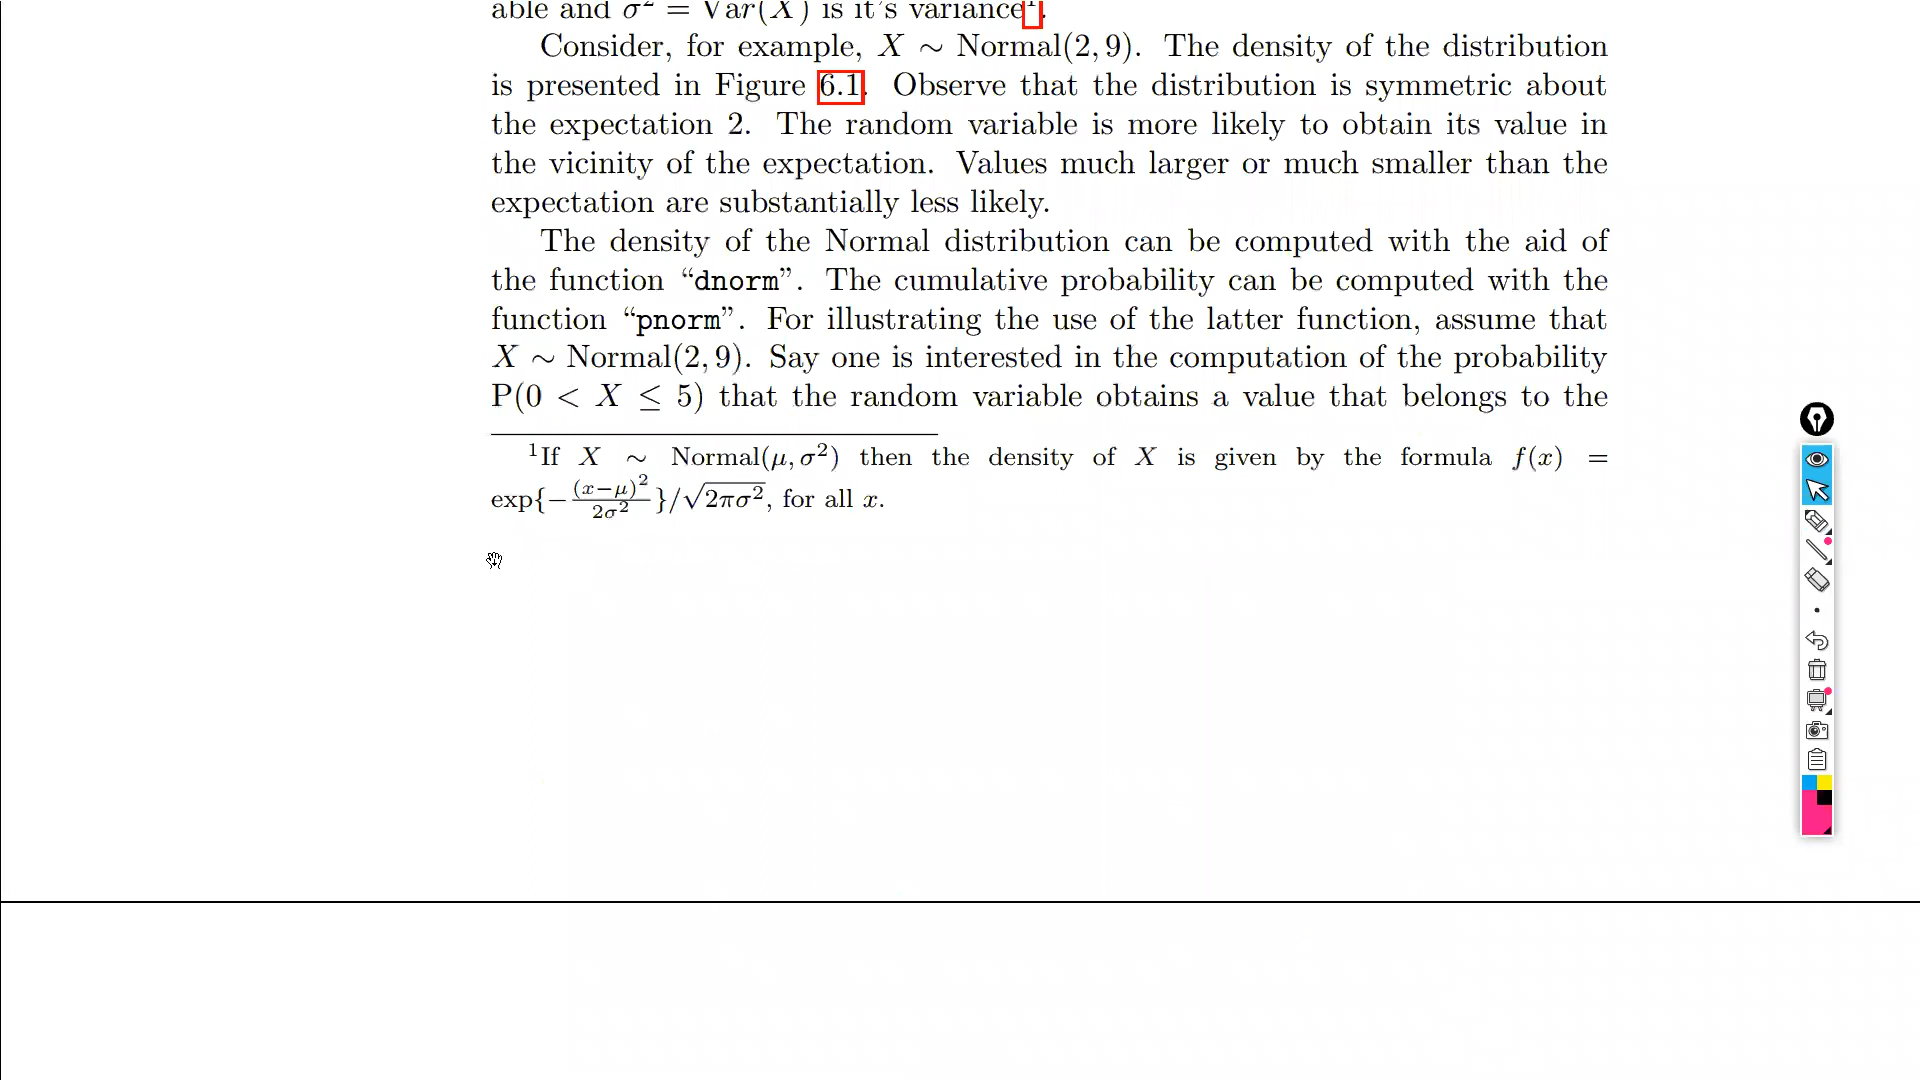 able and σ² = Var(X) is it's variance¹.
Consider, for example, X ∼ Normal(2, 9). The density of the distribution
is presented in Figure 6.1. Observe that the distribution is symmetric about
the expectation 2. The random variable is more likely to obtain its value in
the vicinity of the expectation. Values much larger or much smaller than the
expectation are substantially less likely.
The density of the Normal distribution can be computed with the aid of
the function “dnorm”. The cumulative probability can be computed with the
function “pnorm”. For illustrating the use of the latter function, assume that
X ∼ Normal(2, 9). Say one is interested in the computation of the probability
P(0 < X ≤ 5) that the random variable obtains a value that belongs to the
¹If X ∼ Normal(μ, σ²) then the density of X is given by the formula f(x) =
exp{−(x−μ)²/2σ²}/√2πσ², for all x.